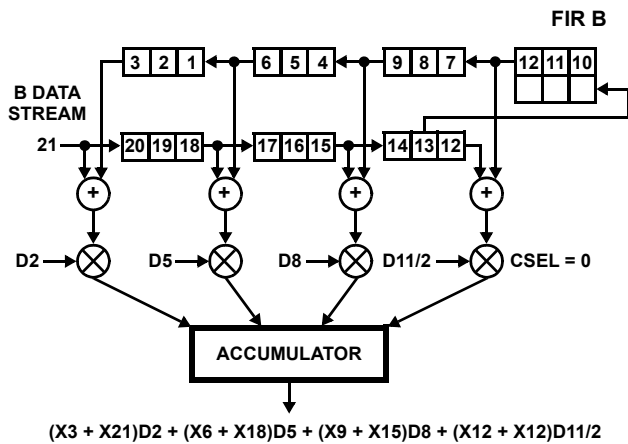 FIR B
3 2 1 6 5 4 9 8 7 12 11 10
B DATA
STREAM
21 20 19 18 17 16 15 14 13 12
+ + + +
D2 D5 D8 D11/2 CSEL = 0
ACCUMULATOR
(X3 + X21)D2 + (X6 + X18)D5 + (X9 + X15)D8 + (X12 + X12)D11/2